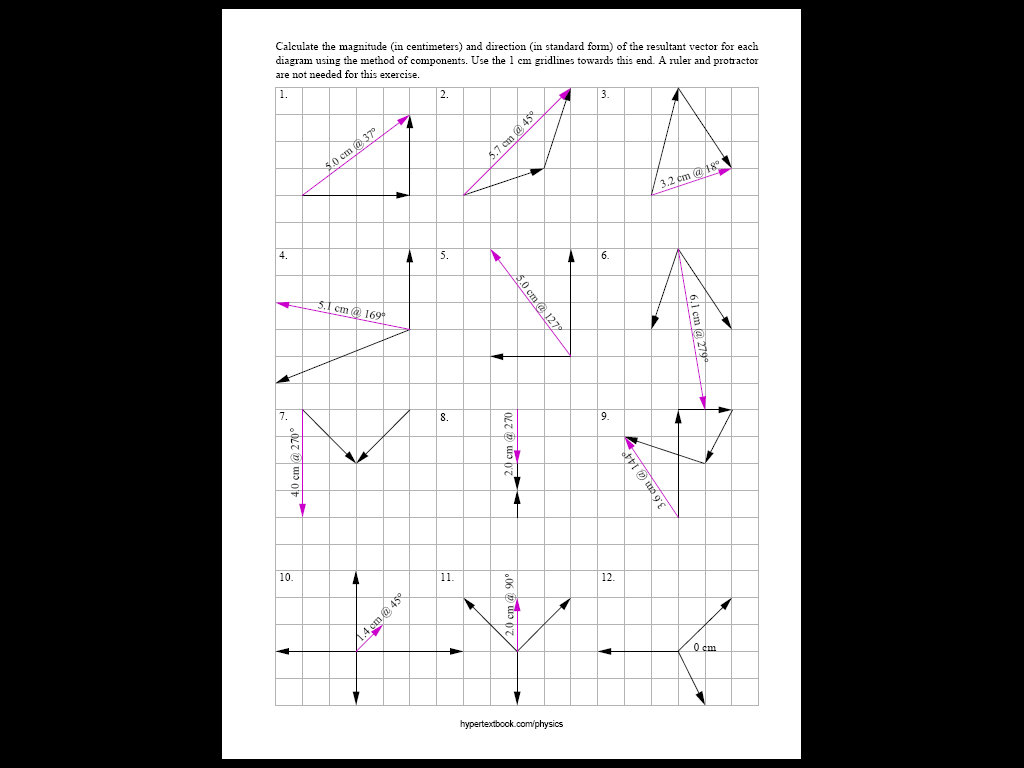 Calculate the magnitude (in centimeters) and direction (in standard form) of the resultant vector for each
diagram using the method of components. Use the 1 cm gridlines towards this end. A ruler and protractor
are not needed for this exercise.
1.
5.0 cm @ 37°
2.
5.7 cm @ 45°
3.
3.2 cm @ 18°
4.
5.1 cm @ 169°
5.
5.0 cm @ 127°
6.
6.1 cm @ 279°
7.
4.0 cm @ 270°
8.
2.0 cm @ 270
9.
3.6 cm @ 144°
10.
1.4 cm @ 45°
11.
2.0 cm @ 90°
12.
0 cm
hypertextbook.com/physics